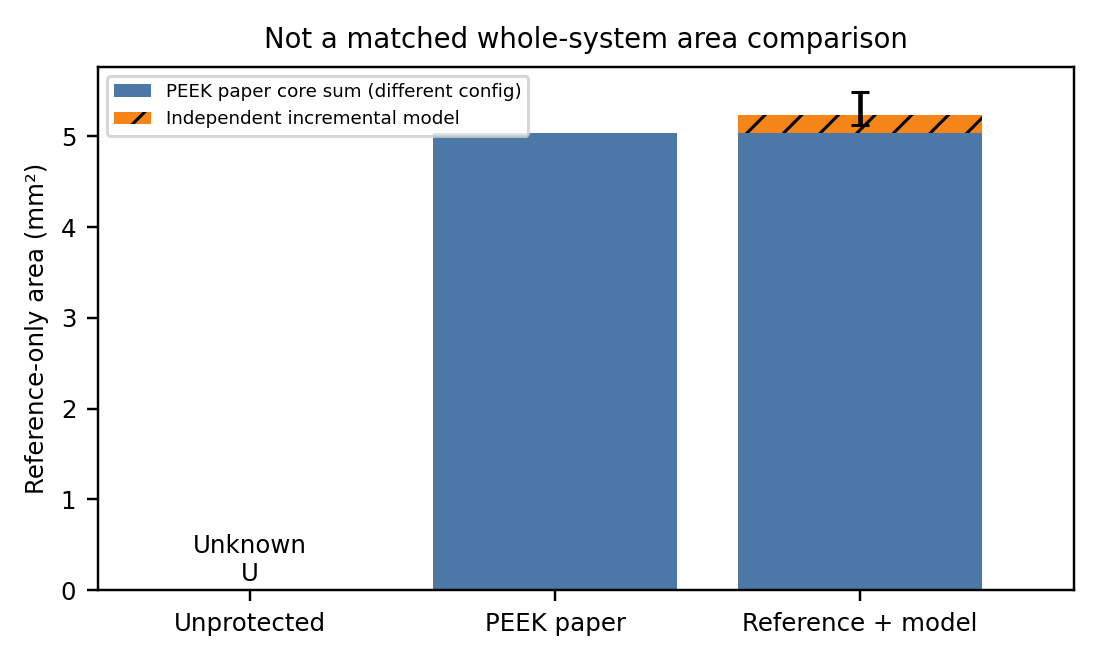 Not a matched whole-system area comparison
PEEK paper core sum (different config)
Independent incremental model
Reference-only area (mm²)
5
4
3
2
1
0
Unknown
U
Unprotected
PEEK paper
Reference + model